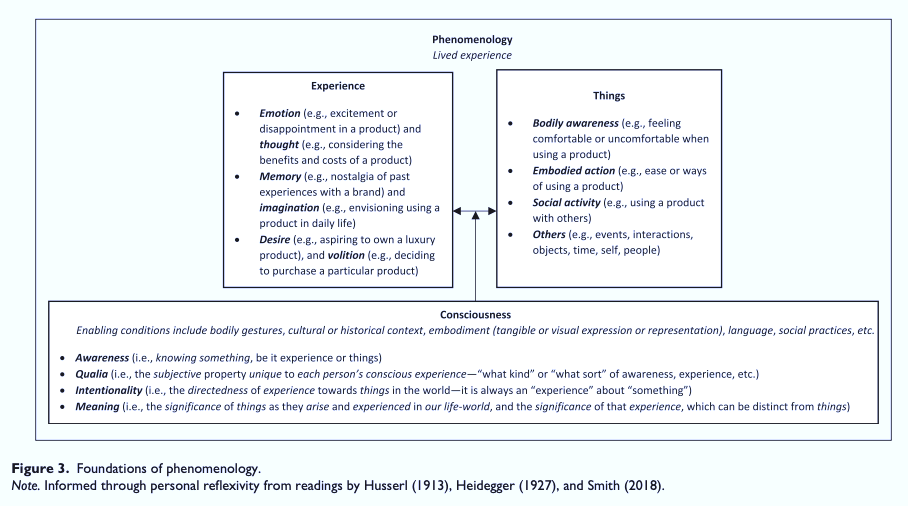 Phenomenology
Lived experience
Experience
• Emotion (e.g., excitement or
disappointment in a product) and
thought (e.g., considering the
benefits and costs of a product)
• Memory (e.g., nostalgia of past
experiences with a brand) and
imagination (e.g., envisioning using a
product in daily life)
• Desire (e.g., aspiring to own a luxury
product), and volition (e.g., deciding
to purchase a particular product)
Things
• Bodily awareness (e.g., feeling
comfortable or uncomfortable when
using a product)
• Embodied action (e.g., ease or ways
of using a product)
• Social activity (e.g., using a product
with others)
• Others (e.g., events, interactions,
objects, time, self, people)
Consciousness
Enabling conditions include bodily gestures, cultural or historical context, embodiment (tangible or visual expression or representation), language, social practices, etc.
• Awareness (i.e., knowing something, be it experience or things)
• Qualia (i.e., the subjective property unique to each person’s conscious experience—“what kind” or “what sort” of awareness, experience, etc.)
• Intentionality (i.e., the directedness of experience towards things in the world—it is always an “experience” about “something”)
• Meaning (i.e., the significance of things as they arise and experienced in our life-world, and the significance of that experience, which can be distinct from things)
Figure 3. Foundations of phenomenology.
Note. Informed through personal reflexivity from readings by Husserl (1913), Heidegger (1927), and Smith (2018).